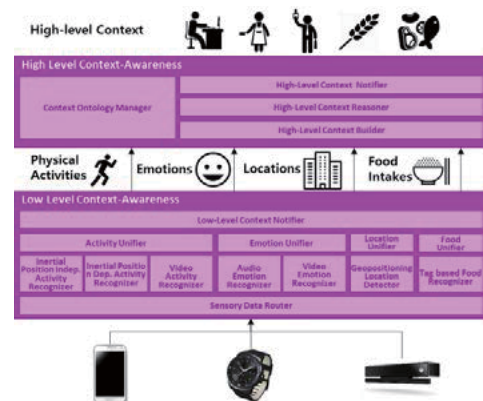 High-level Context
High Level Context-Awareness
Context Ontology Manager
High-Level Context Notifier
High-Level Context Reasoner
High-Level Context Builder
Physical
Activities
Emotions
Locations
Food
Intakes
Low Level Context-Awareness
Low-Level Context Notifier
Activity Unifier
Emotion Unifier
Location
Unifier
Food
Unifier
Inertial
Position Indep.
Activity
Recognizer
Inertial Positio
n Dep. Activity
Recognizer
Video
Activity
Recognizer
Audio
Emotion
Recognizer
Video
Emotion
Recognizer
Geopositioning
Location
Detector
Tag based Food
Recognizer
Sensory Data Router